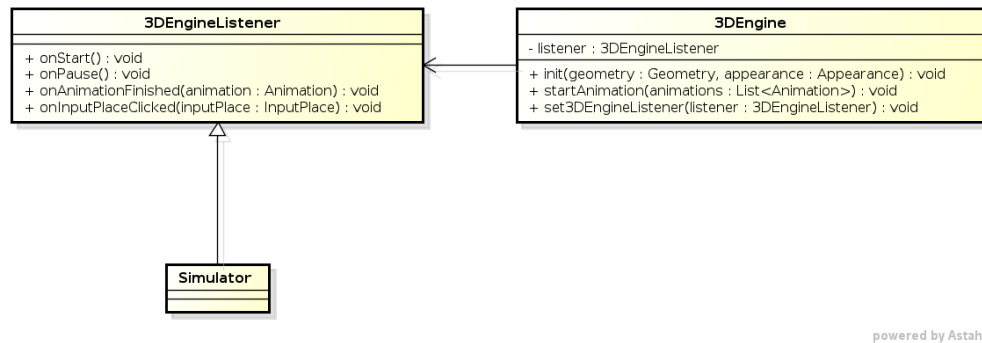 3DEngineListener
+ onStart() : void
+ onPause() : void
+ onAnimationFinished(animation : Animation) : void
+ onInputPlaceClicked(inputPlace : InputPlace) : void
3DEngine
- listener : 3DEngineListener
+ init(geometry : Geometry, appearance : Appearance) : void
+ startAnimation(animations : List<Animation>) : void
+ set3DEngineListener(listener : 3DEngineListener) : void
Simulator
powered by Astah